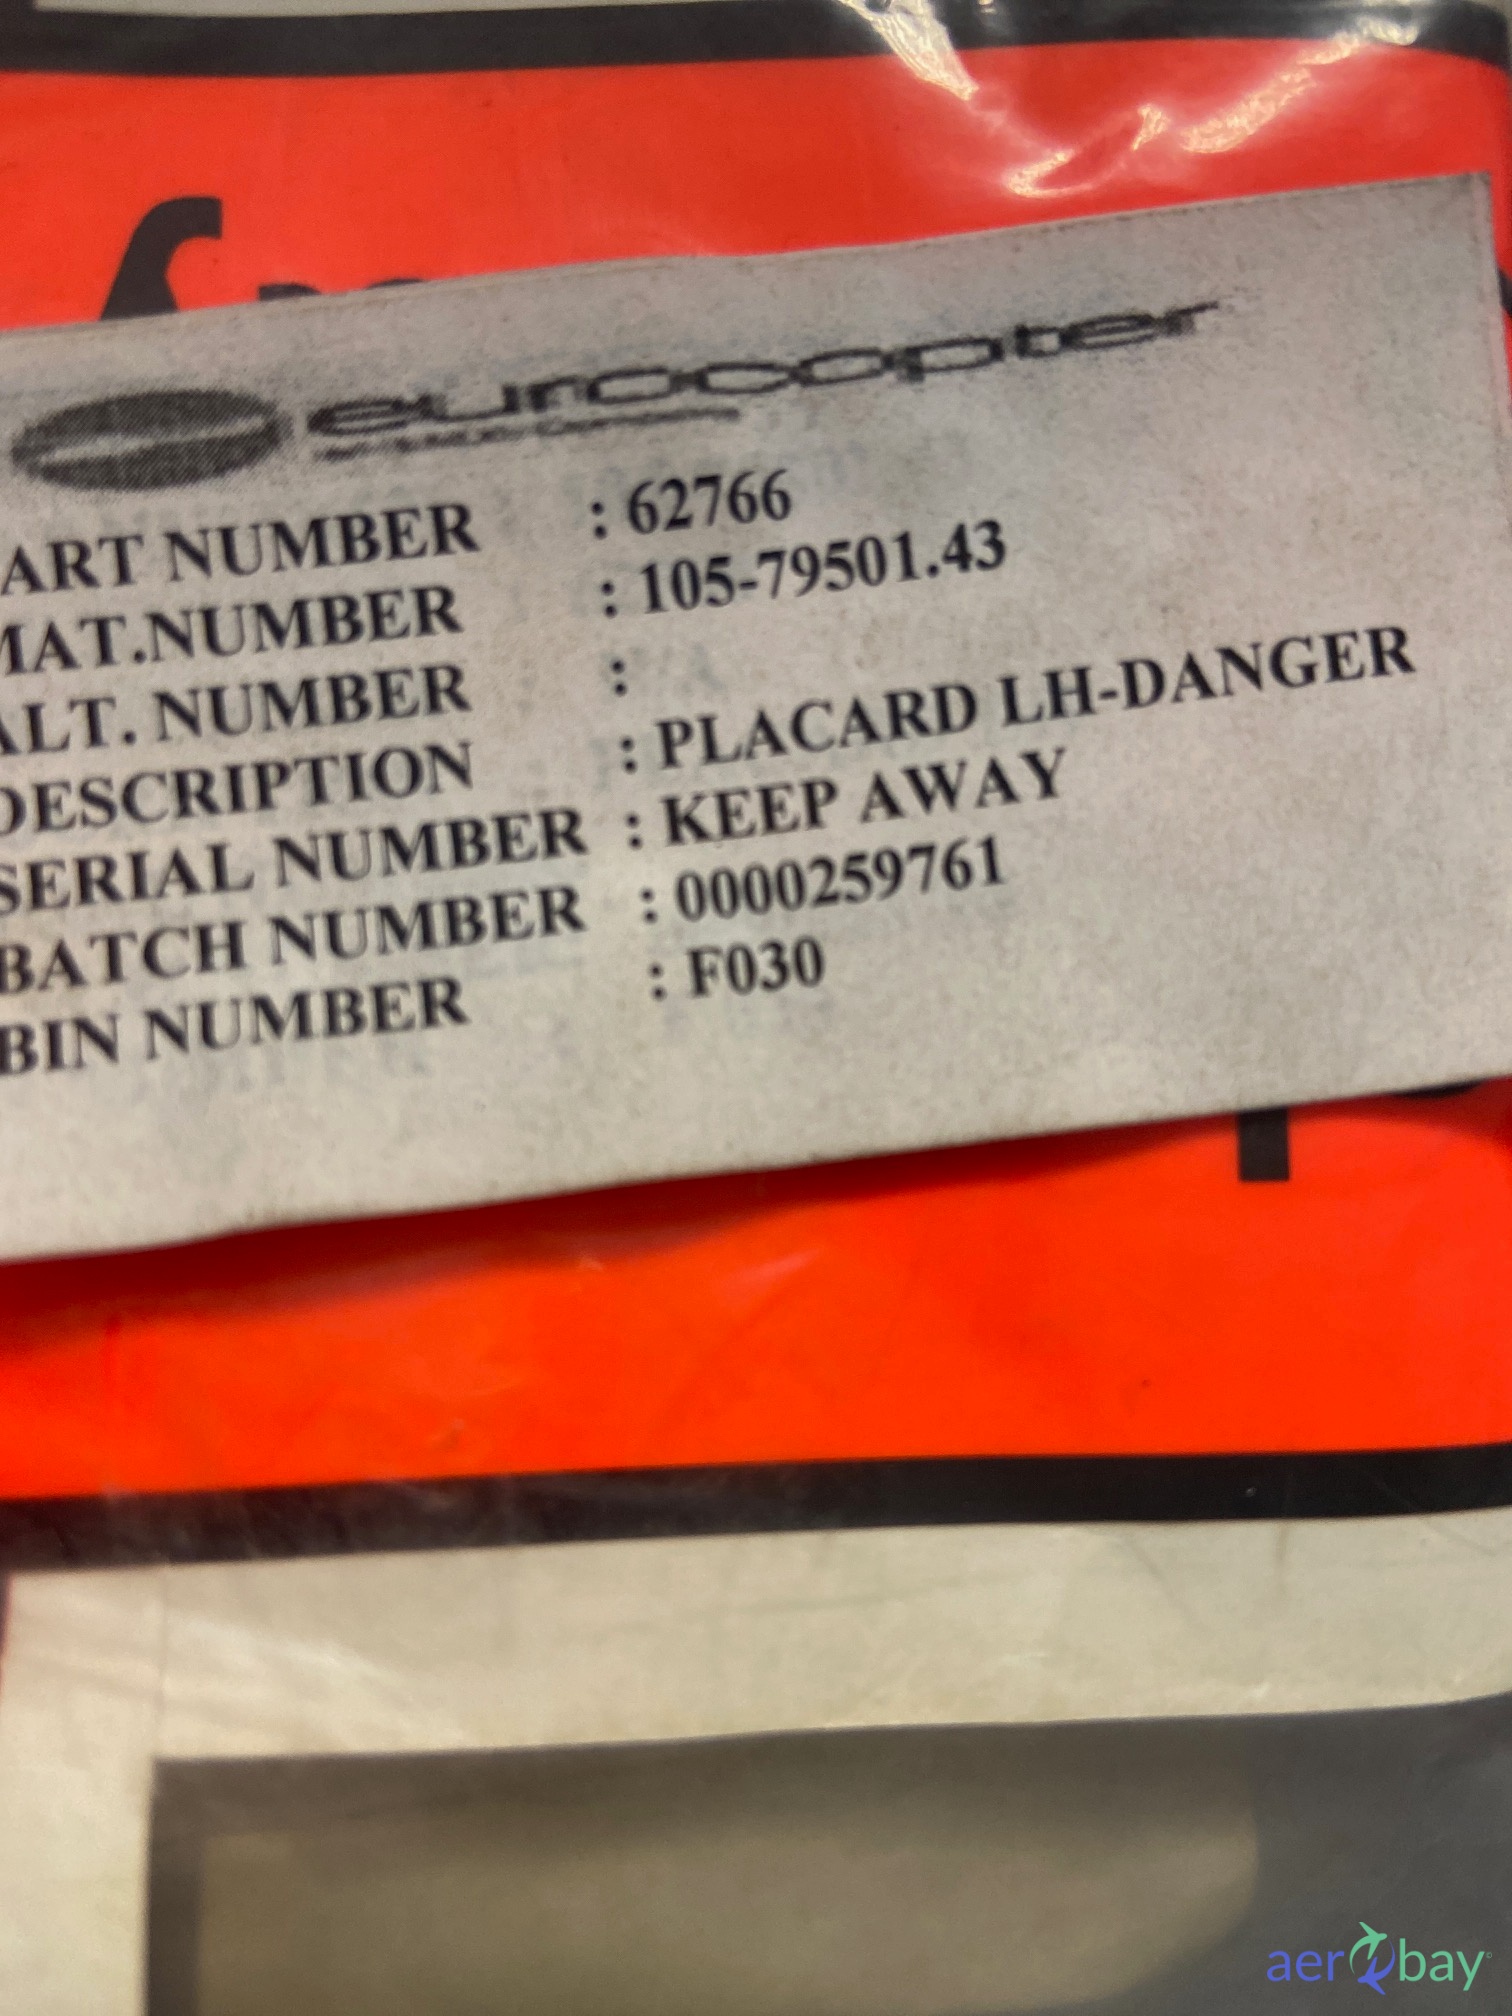 eurocopter
ART NUMBER : 62766
MAT.NUMBER : 105-79501.43
ALT. NUMBER :
DESCRIPTION : PLACARD LH-DANGER
SERIAL NUMBER : KEEP AWAY
BATCH NUMBER : 0000259761
BIN NUMBER : F030
aerobay